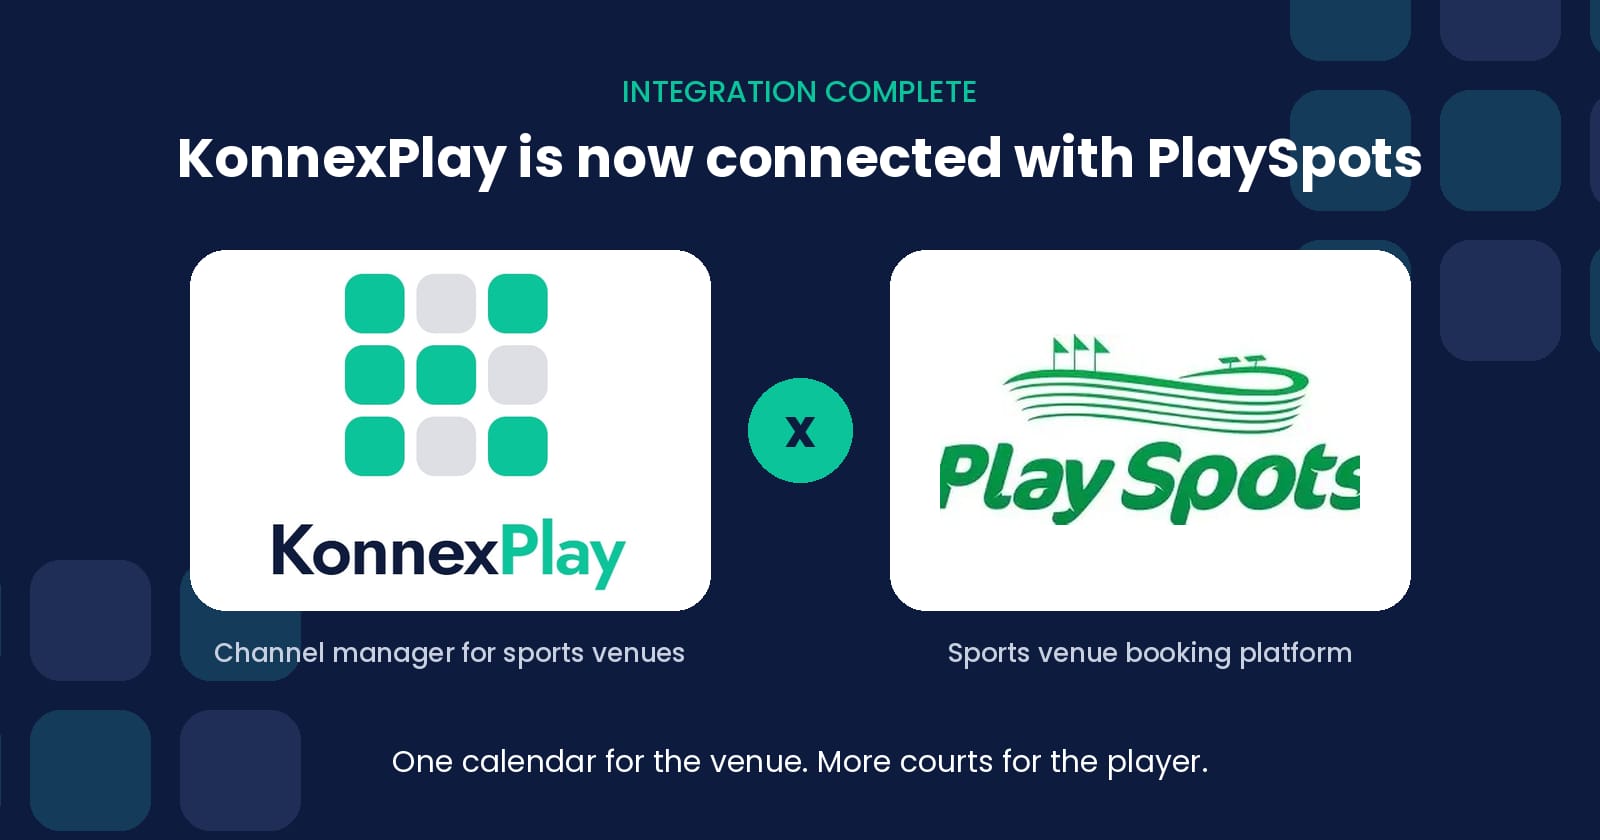 INTEGRATION COMPLETE
KonnexPlay is now connected with PlaySpots
KonnexPlay
x
Play Spots
Channel manager for sports venues
Sports venue booking platform
One calendar for the venue. More courts for the player.